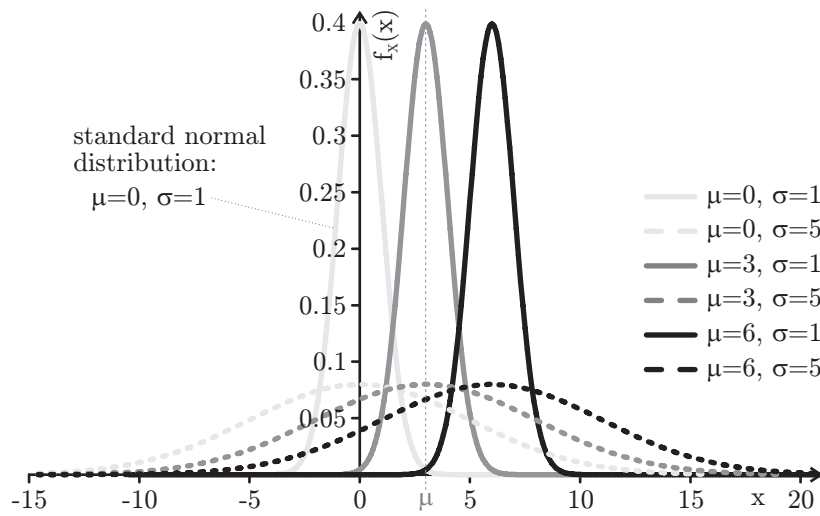 0.4
f_X(x)
0.35
0.3
0.25
0.2
0.15
0.1
0.05
standard normal
distribution:
μ=0, σ=1
μ=0, σ=1
μ=0, σ=5
μ=3, σ=1
μ=3, σ=5
μ=6, σ=1
μ=6, σ=5
-15 -10 -5 0 μ 5 10 15 x 20